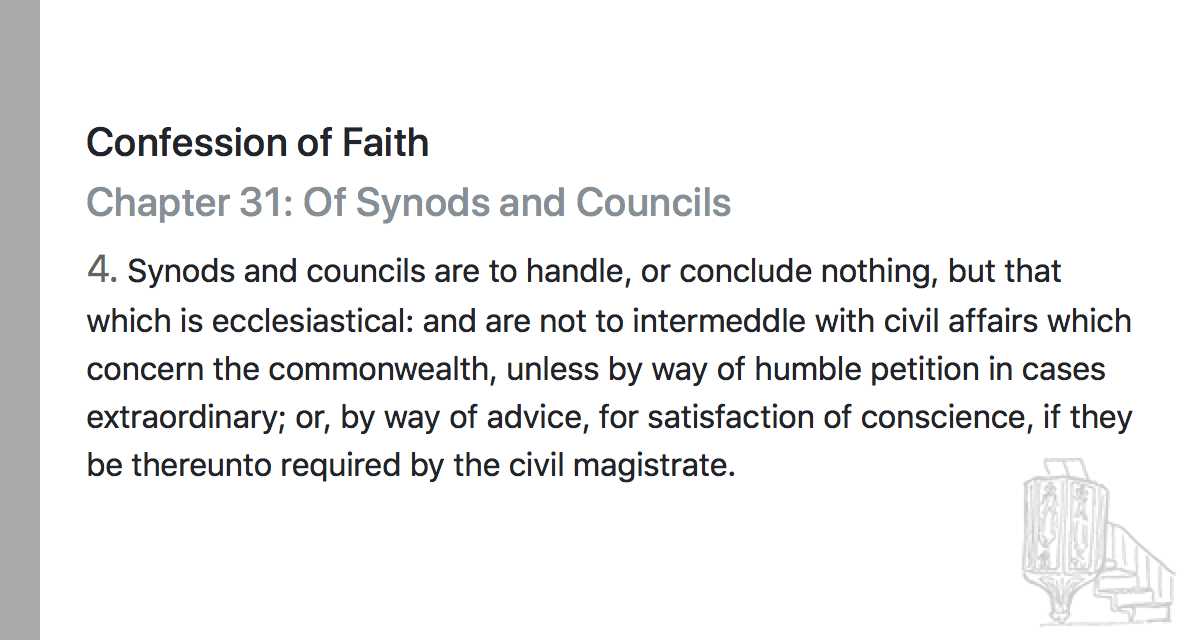 Confession of Faith
Chapter 31: Of Synods and Councils
4. Synods and councils are to handle, or conclude nothing, but that
which is ecclesiastical: and are not to intermeddle with civil affairs which
concern the commonwealth, unless by way of humble petition in cases
extraordinary; or, by way of advice, for satisfaction of conscience, if they
be thereunto required by the civil magistrate.